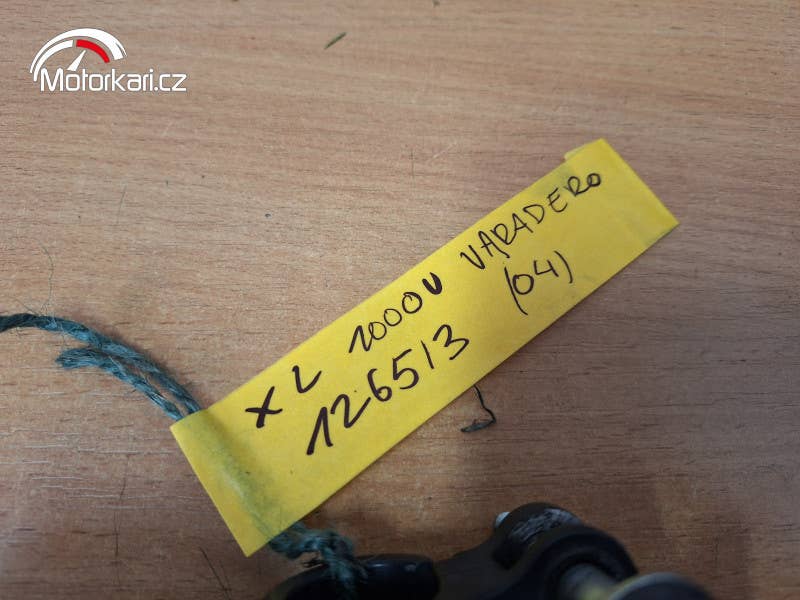 Motorkari.cz
XL 1000V VARADERO
126513 (04)